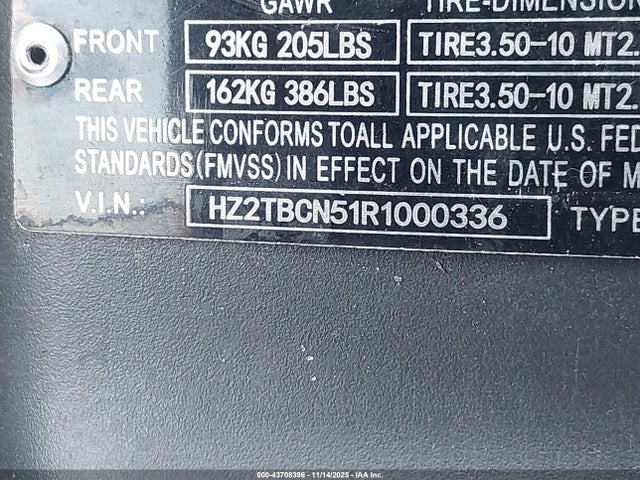 GAWR TIRE-DIMENSION
FRONT 93KG 205LBS TIRE3.50-10 MT2.
REAR 162KG 386LBS TIRE3.50-10 MT2.
THIS VEHICLE CONFORMS TOALL APPLICABLE U.S. FED
STANDARDS(FMVSS)IN EFFECT ON THE DATE OF M
V.I.N.: HZ2TBCN51R1000336 TYPE
000-43708396 - 11/14/2025 - IAA Inc.